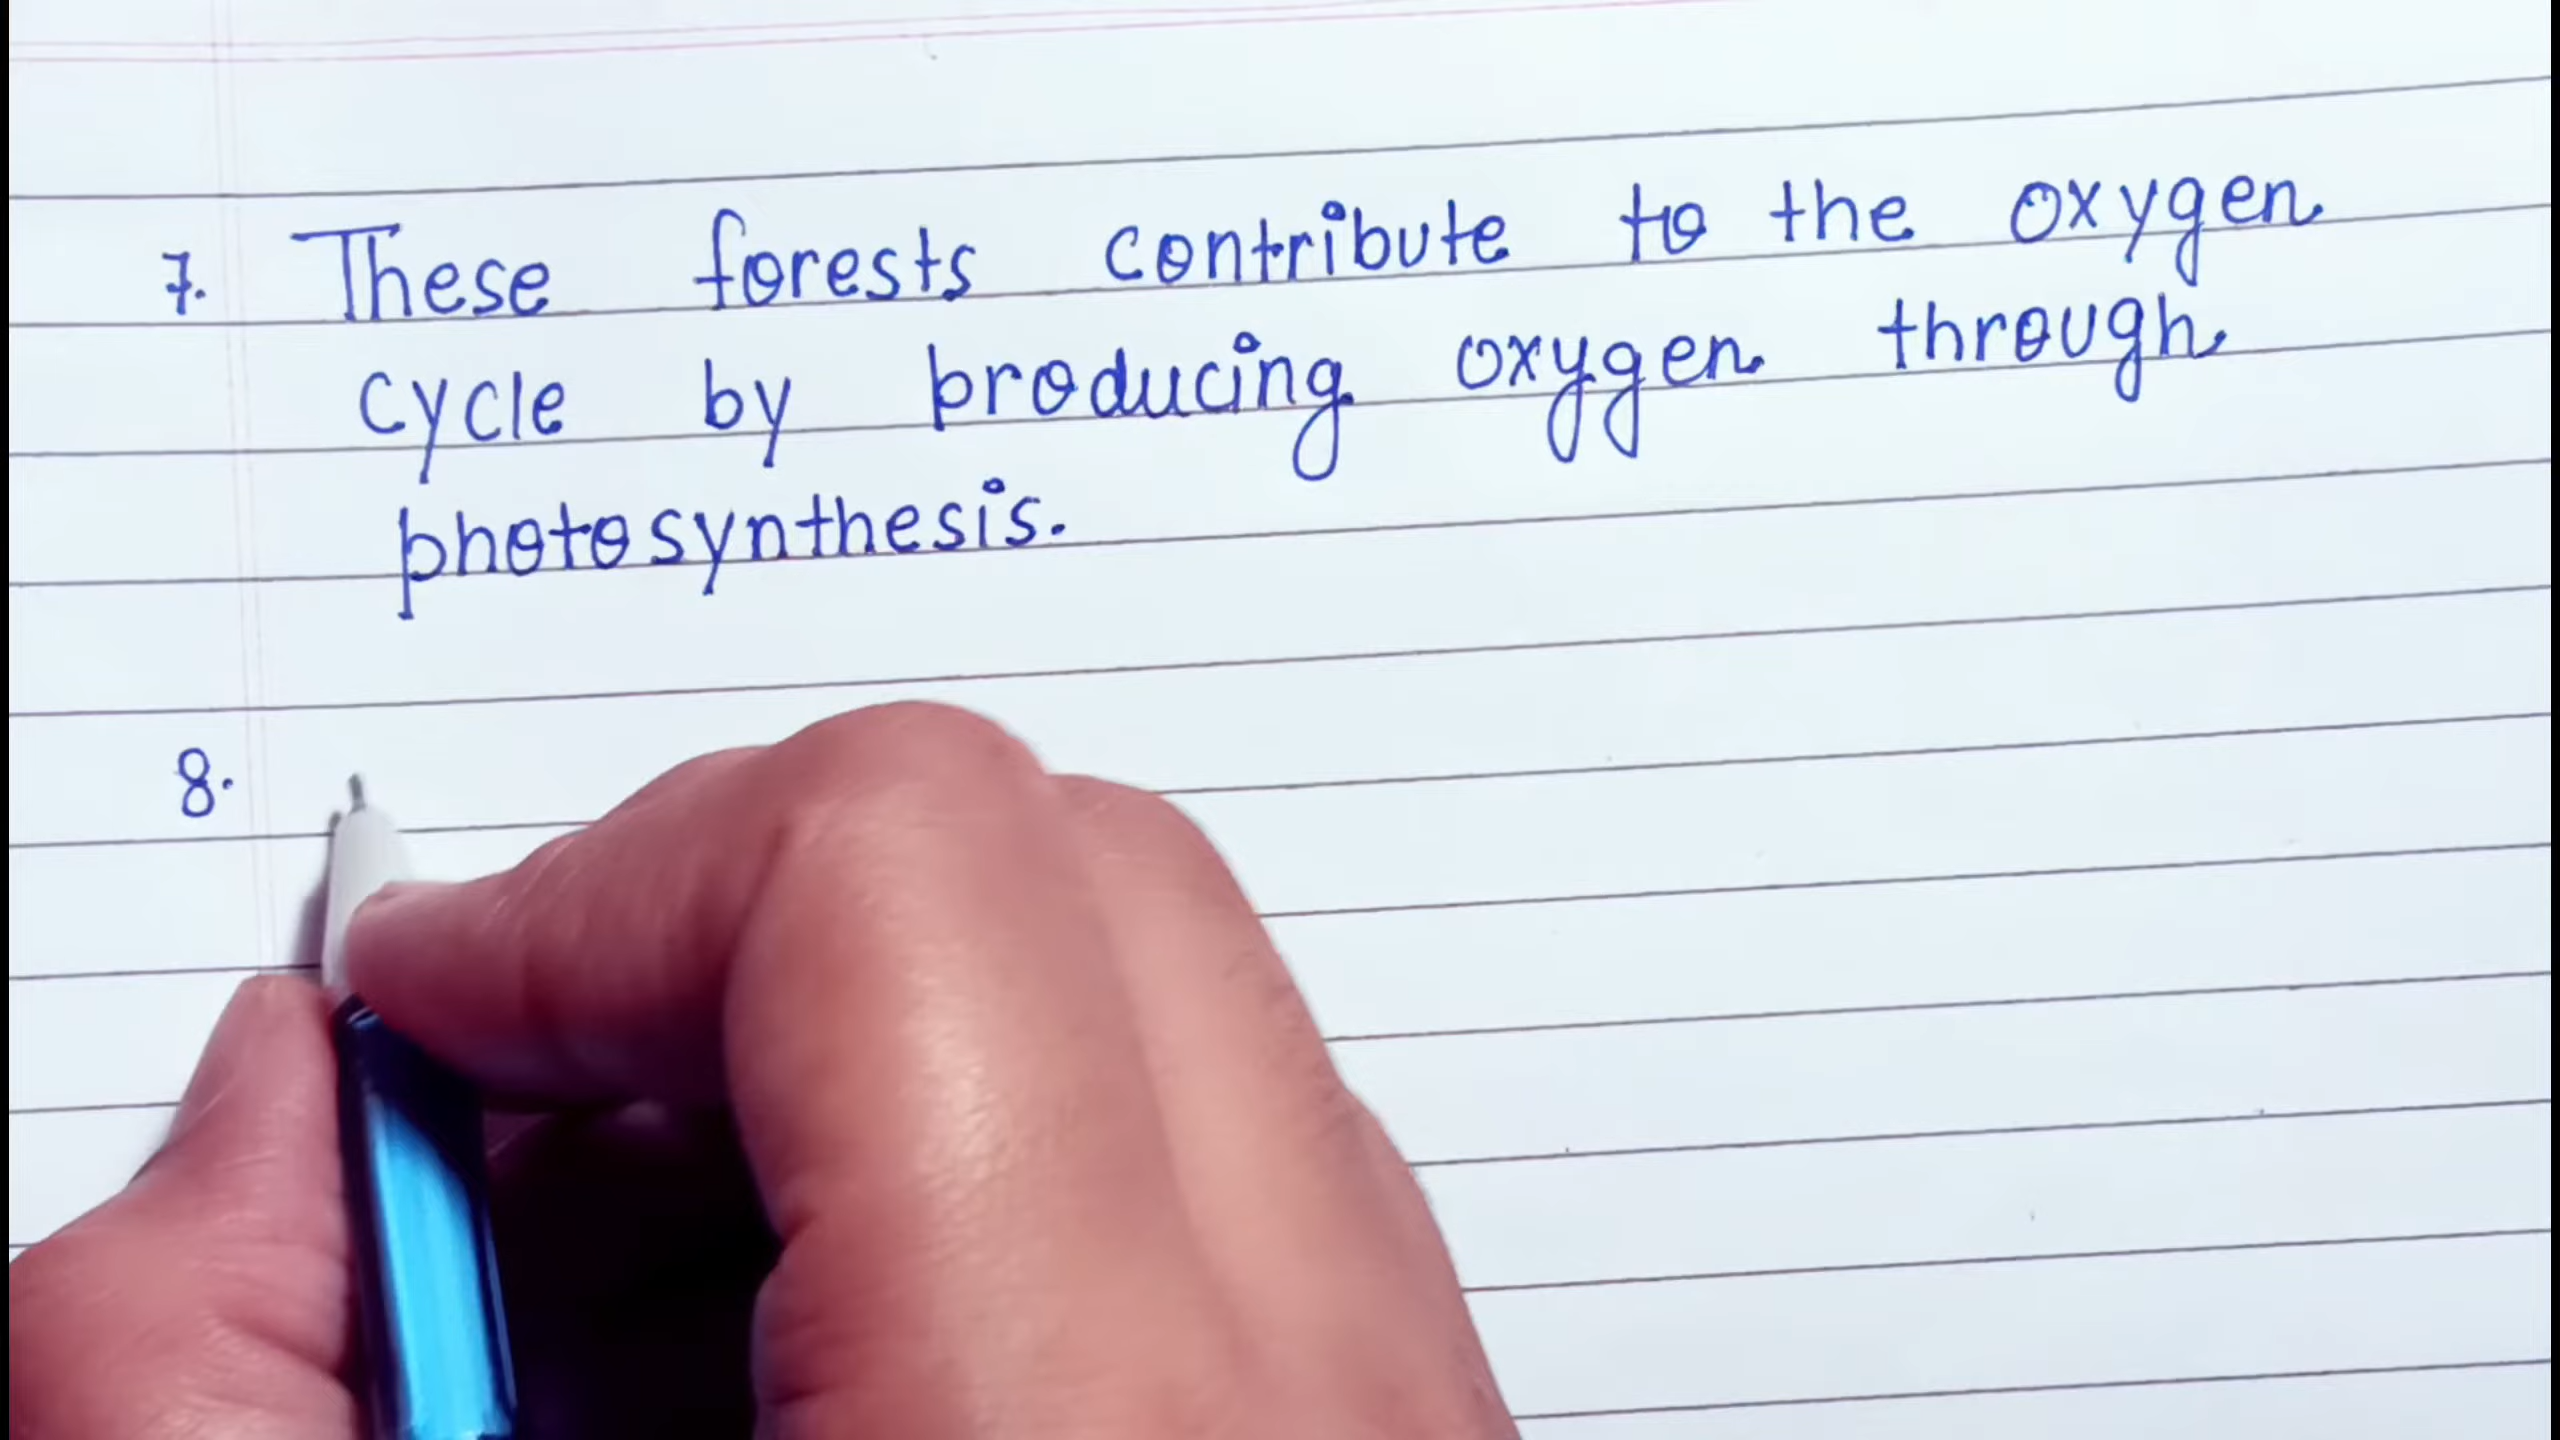 7. These forests contribute to the oxygen
cycle by producing oxygen through
photosynthesis.
8.